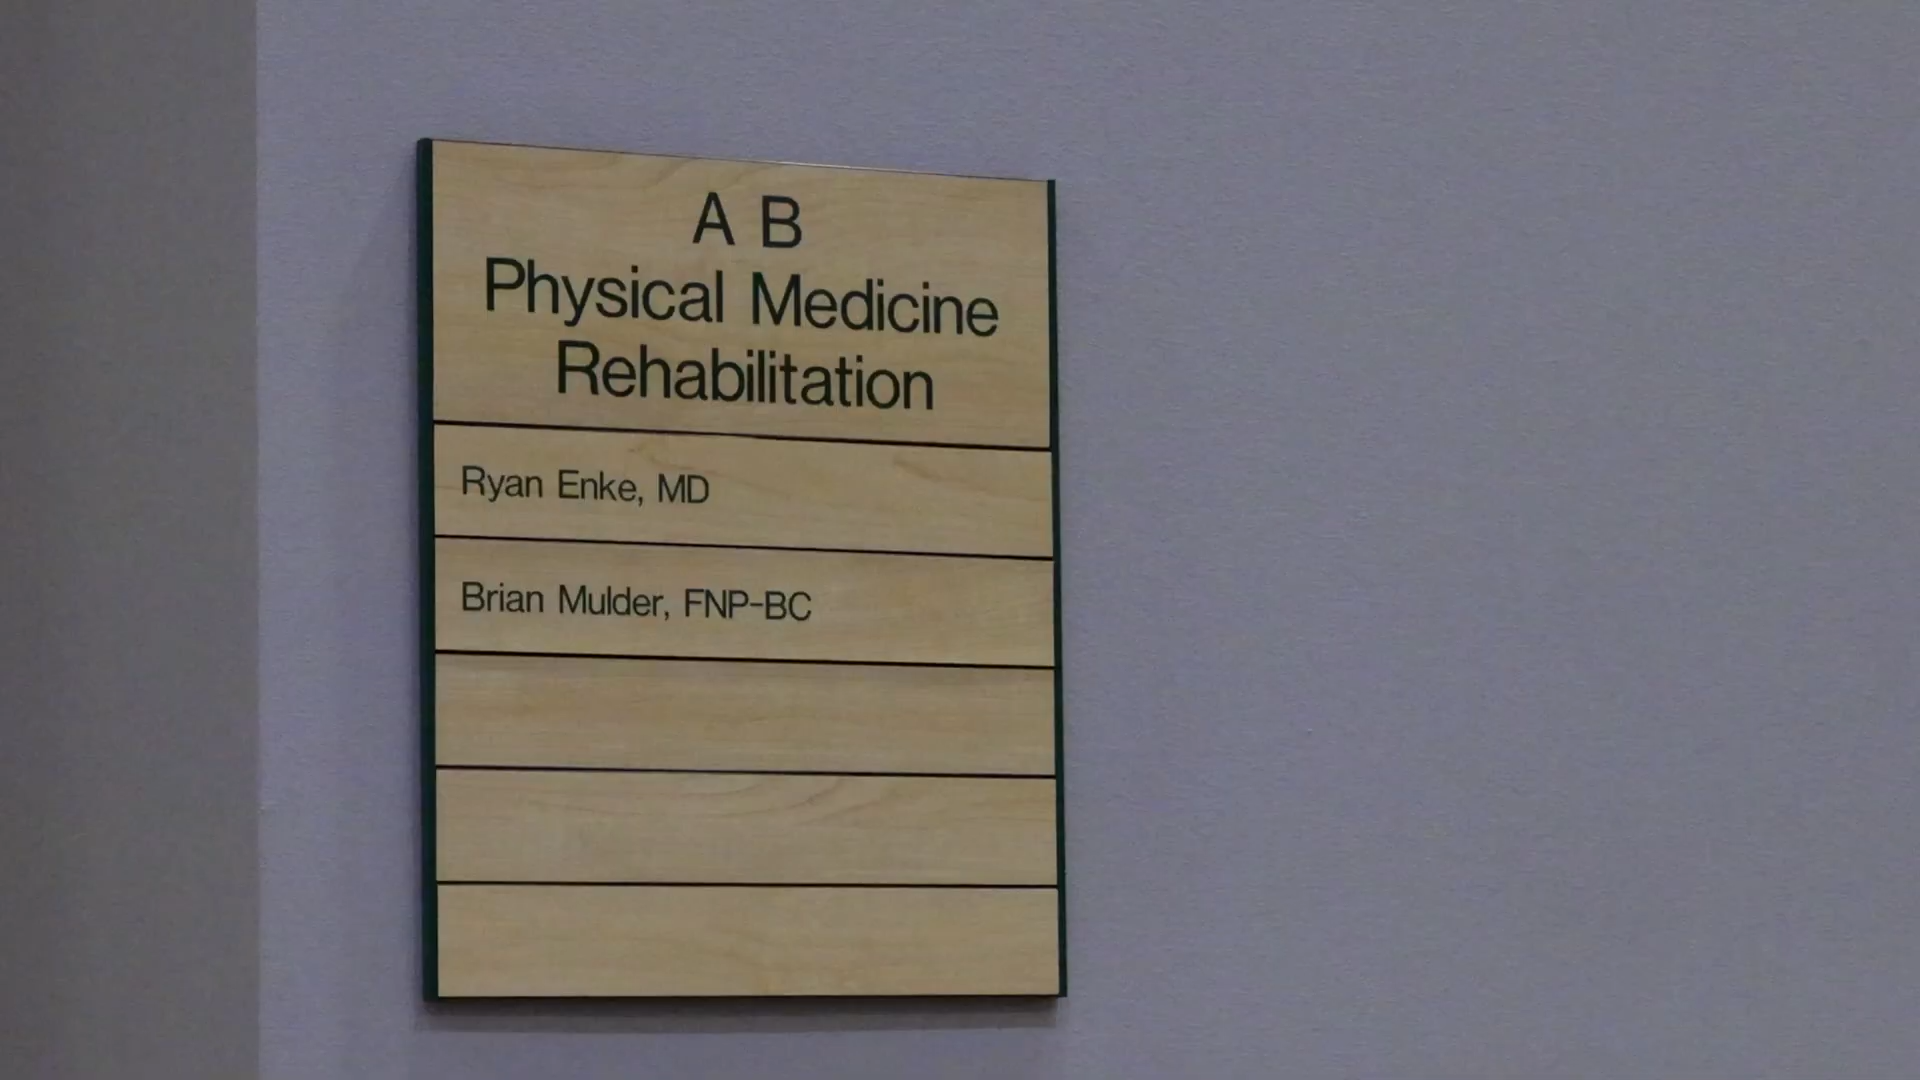 A B
Physical Medicine
Rehabilitation
Ryan Enke, MD
Brian Mulder, FNP-BC